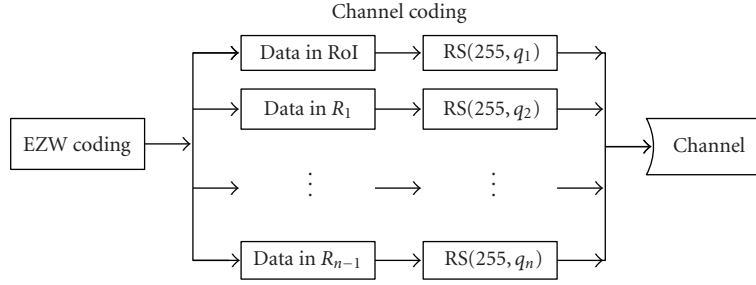 Channel coding
Data in RoI
RS(255, q₁)
Data in R₁
RS(255, q₂)
EZW coding
Channel
⋮
⋮
Data in Rₙ₋₁
RS(255, qₙ)